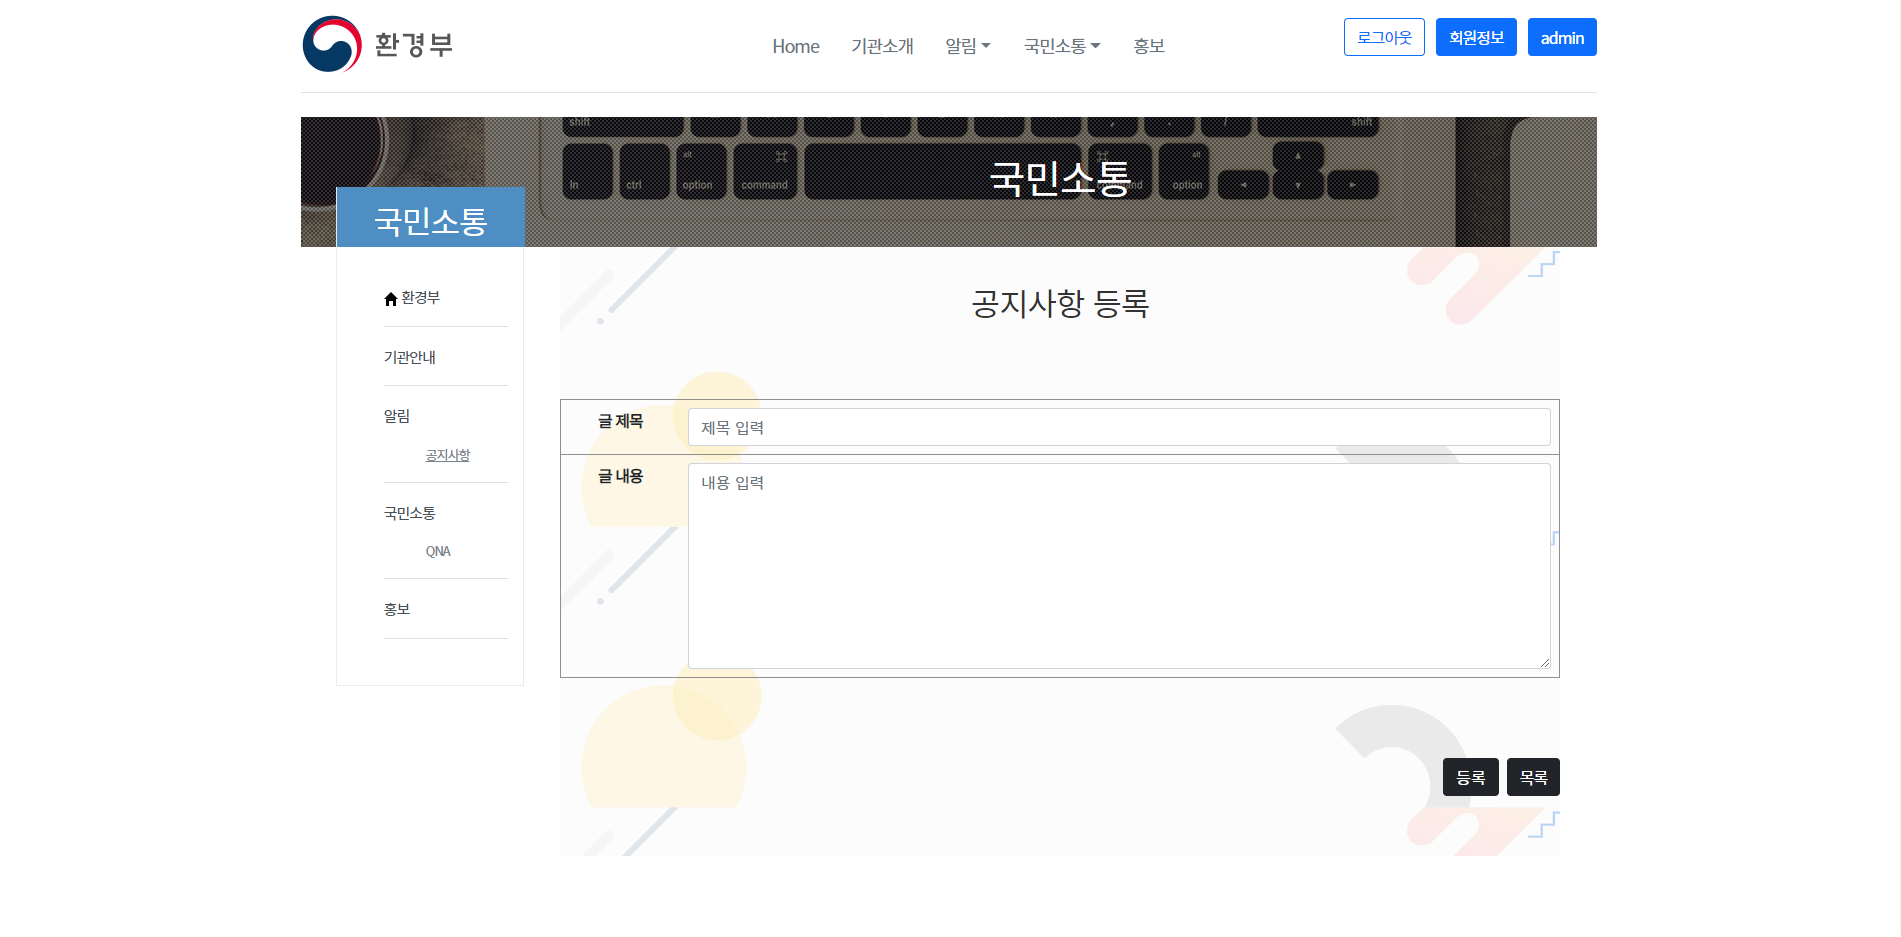 환경부
Home 기관소개 알림 국민소통 홍보
로그아웃 회원정보 admin
shift , . / shift
fn ctrl alt option ⌘ command ⌘ command alt option
국민소통
국민소통
환경부
기관안내
알림
공지사항
국민소통
QNA
홍보
공지사항 등록
글 제목 제목 입력
글 내용 내용 입력
등록 목록